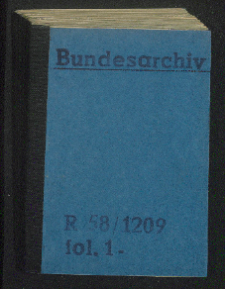 Bundesarchiv
R 58/1209
fol. 1-